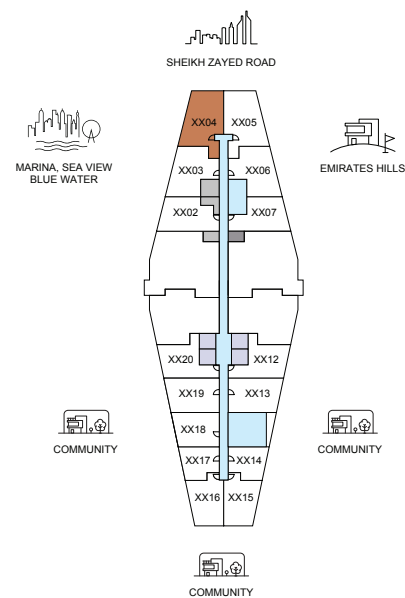 SHEIKH ZAYED ROAD
MARINA, SEA VIEW
BLUE WATER
EMIRATES HILLS
XX04
XX05
XX03
XX06
XX02
XX07
XX20
XX12
XX19
XX13
XX18
XX17
XX14
XX16
XX15
COMMUNITY
COMMUNITY
COMMUNITY